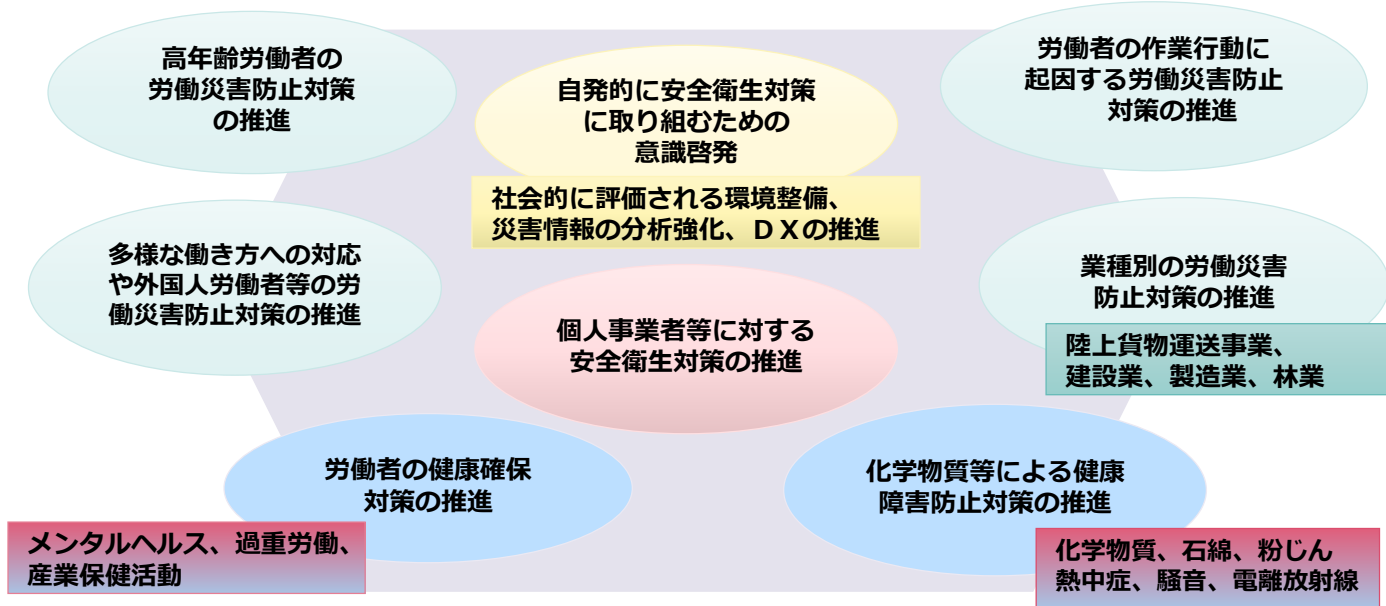 高年齢労働者の
労働災害防止対策
の推進
自発的に安全衛生対策
に取り組むための
意識啓発
社会的に評価される環境整備、
災害情報の分析強化、ＤＸの推進
労働者の作業行動に
起因する労働災害防止
対策の推進
多様な働き方への対応
や外国人労働者等の労
働災害防止対策の推進
個人事業者等に対する
安全衛生対策の推進
業種別の労働災害
防止対策の推進
陸上貨物運送事業、
建設業、製造業、林業
労働者の健康確保
対策の推進
メンタルヘルス、過重労働、
産業保健活動
化学物質等による健康
障害防止対策の推進
化学物質、石綿、粉じん
熱中症、騒音、電離放射線